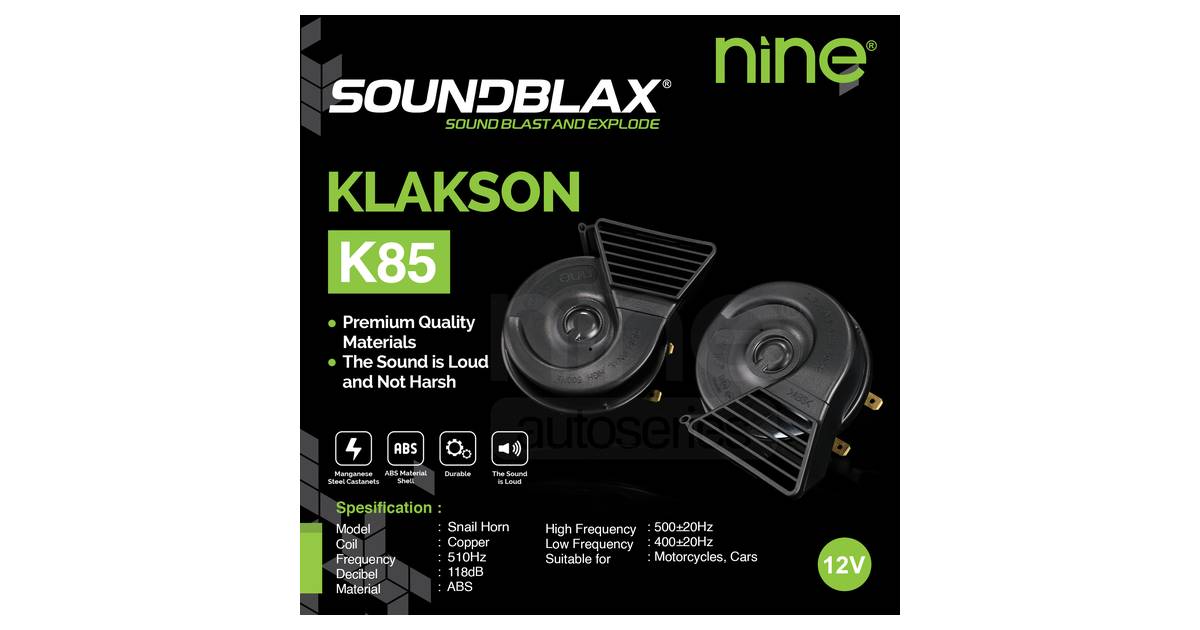 nine®
SOUNDBLAX®
SOUND BLAST AND EXPLODE
KLAKSON
K85
Premium Quality
Materials
The Sound is Loud
and Not Harsh
nine
autoseries
ABS
Manganese
Steel Castanets
ABS Material
Shell
Durable
The Sound
is Loud
Spesification :
Model : Snail Horn
Coil : Copper
Frequency : 510Hz
Decibel : 118dB
Material : ABS
High Frequency : 500±20Hz
Low Frequency : 400±20Hz
Suitable for : Motorcycles, Cars
12V